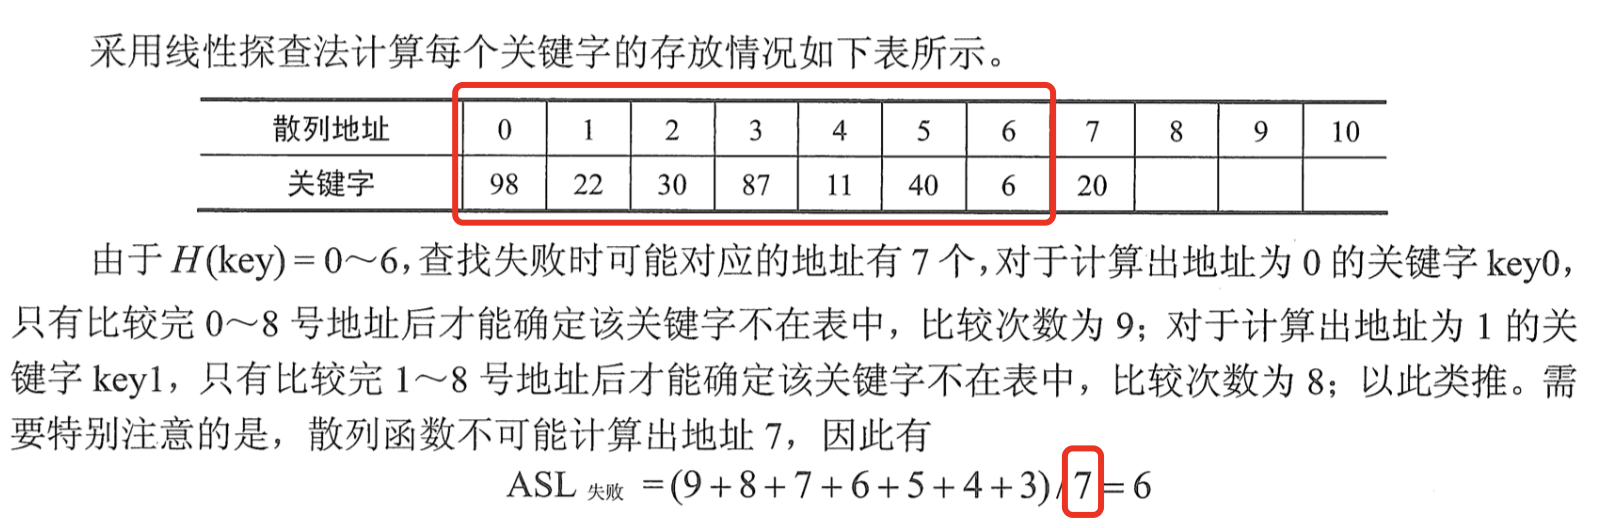 采用线性探查法计算每个关键字的存放情况如下表所示。
散列地址 0 1 2 3 4 5 6 7 8 9 10
关键字 98 22 30 87 11 40 6 20
由于 H(key)=0～6,查找失败时可能对应的地址有 7 个,对于计算出地址为 0 的关键字 key0,
只有比较完 0～8 号地址后才能确定该关键字不在表中，比较次数为 9；对于计算出地址为 1 的关
键字 key1，只有比较完 1～8 号地址后才能确定该关键字不在表中，比较次数为 8；以此类推。需
要特别注意的是，散列函数不可能计算出地址 7，因此有
ASL 失败 =(9+8+7+6+5+4+3)/7=6